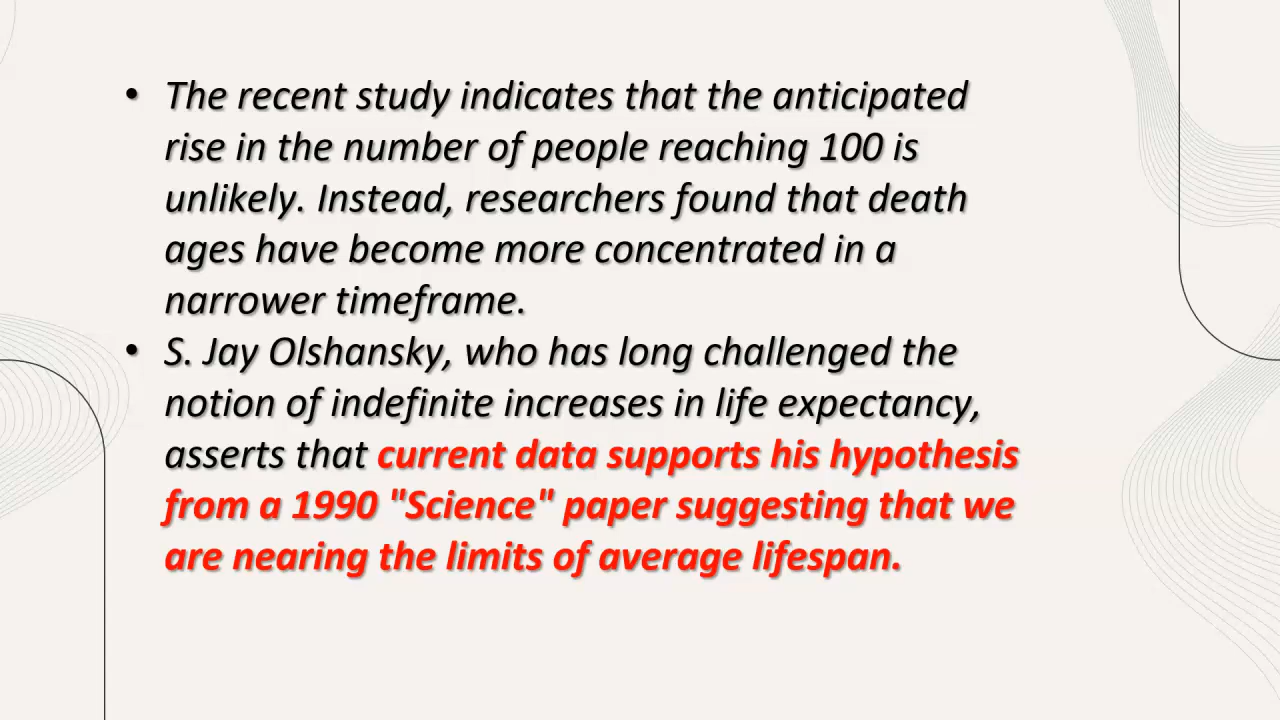 • The recent study indicates that the anticipated
rise in the number of people reaching 100 is
unlikely. Instead, researchers found that death
ages have become more concentrated in a
narrower timeframe.
• S. Jay Olshansky, who has long challenged the
notion of indefinite increases in life expectancy,
asserts that current data supports his hypothesis
from a 1990 "Science" paper suggesting that we
are nearing the limits of average lifespan.